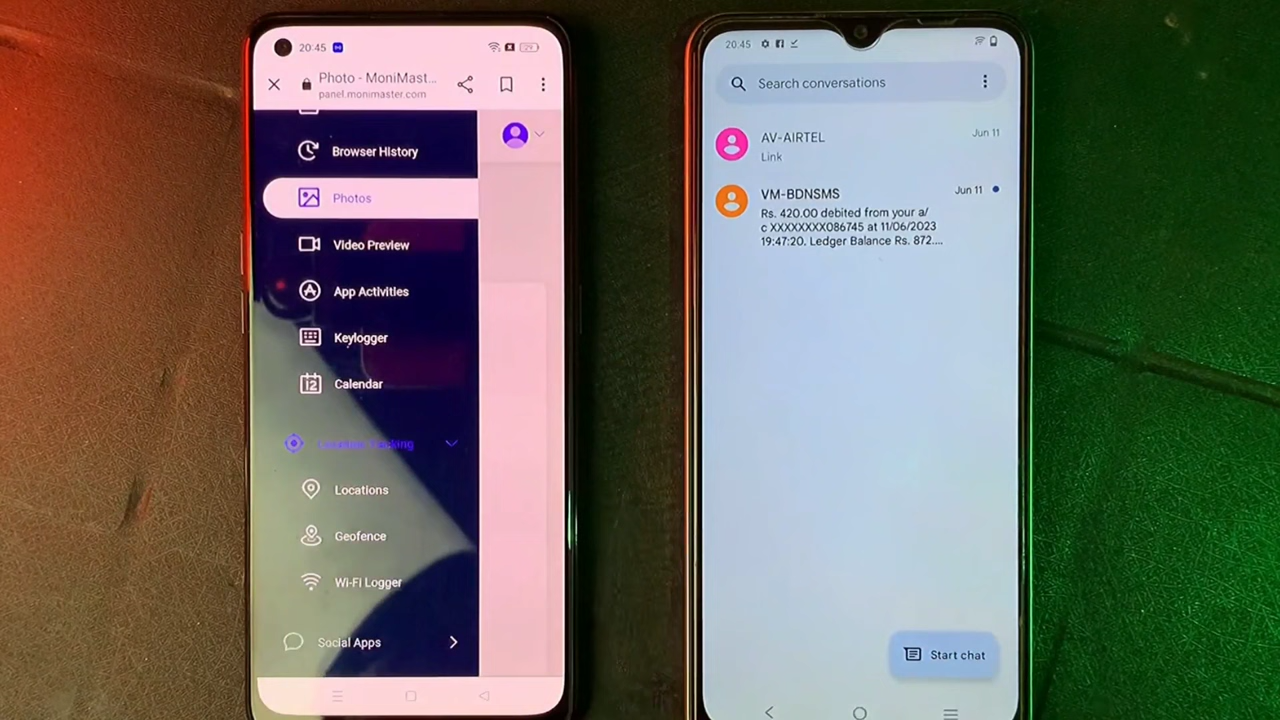 20:45
Photo - MoniMast...
panel.monimaster.com
Browser History
Photos
Video Preview
App Activities
Keylogger
12
Calendar
Location Tracking
Locations
Geofence
Wi-Fi Logger
Social Apps
20:45
Search conversations
AV-AIRTEL
Jun 11
Link
VM-BDNSMS
Jun 11
Rs. 420.00 debited from your a/
c XXXXXXXX086745 at 11/06/2023
19:47:20. Ledger Balance Rs. 872....
Start chat